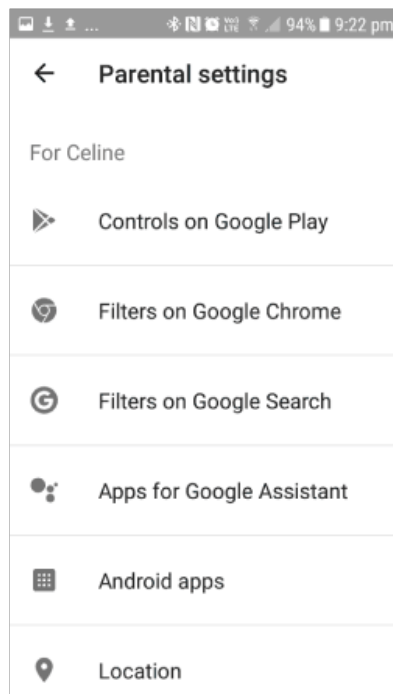 ... 94% 9:22 pm
Parental settings
For Celine
Controls on Google Play
Filters on Google Chrome
Filters on Google Search
Apps for Google Assistant
Android apps
Location